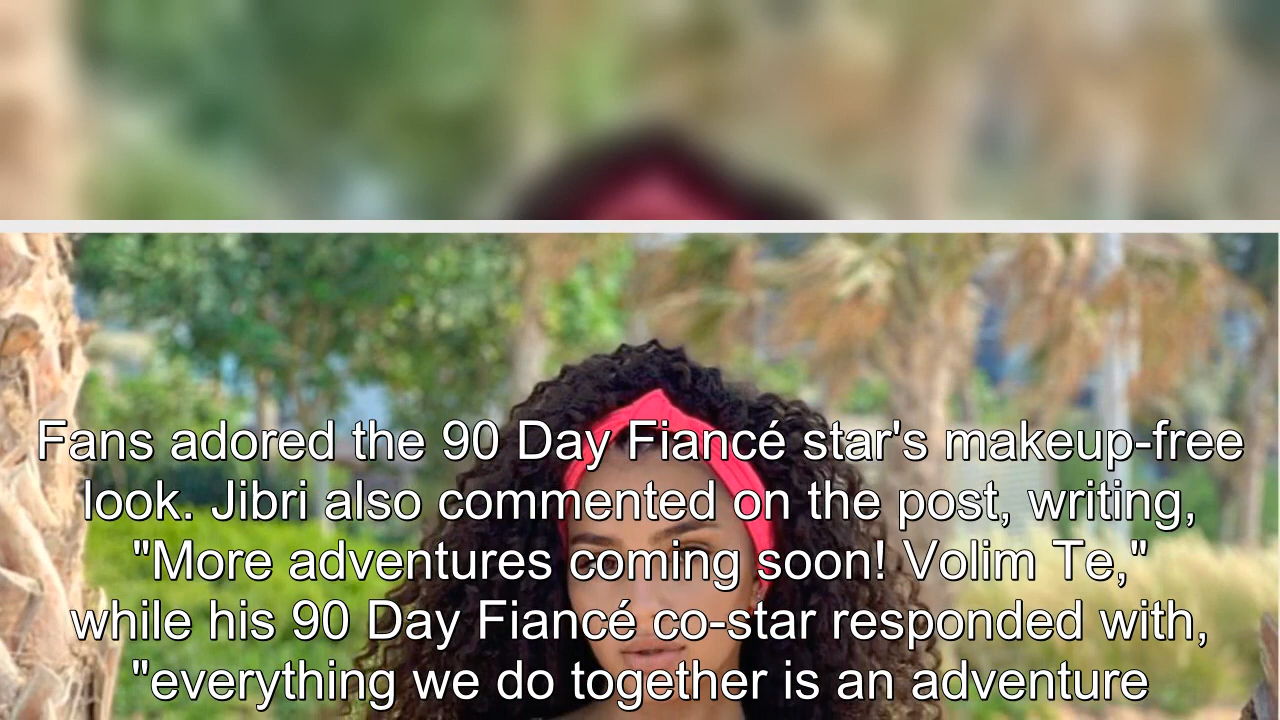 Fans adored the 90 Day Fiancé star's makeup-free
look. Jibri also commented on the post, writing,
"More adventures coming soon! Volim Te,"
while his 90 Day Fiancé co-star responded with,
"everything we do together is an adventure